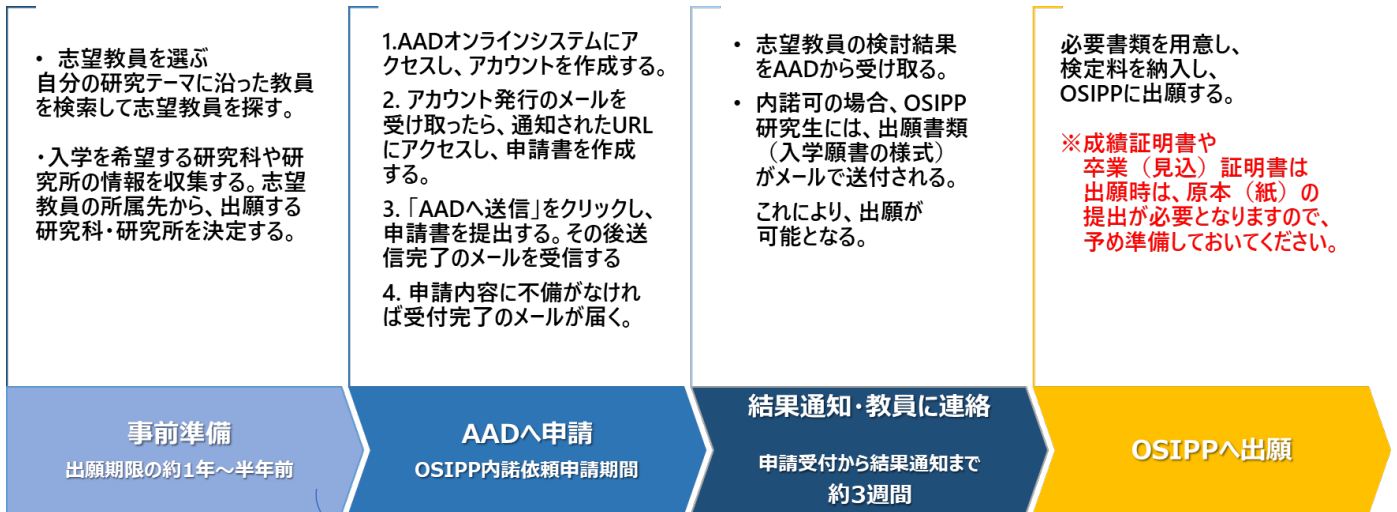 • 志望教員を選ぶ
自分の研究テーマに沿った教員
を検索して志望教員を探す。
・入学を希望する研究科や研
究所の情報を収集する。志望
教員の所属先から、出願する
研究科・研究所を決定する。
事前準備
出願期限の約1年～半年前
1.AADオンラインシステムにア
クセスし、アカウントを作成する。
2. アカウント発行のメールを
受け取ったら、通知されたURL
にアクセスし、申請書を作成
する。
3. 「AADへ送信」をクリックし、
申請書を提出する。その後送
信完了のメールを受信する
4. 申請内容に不備がなけれ
ば受付完了のメールが届く。
AADへ申請
OSIPP内諾依頼申請期間
• 志望教員の検討結果
をAADから受け取る。
• 内諾可の場合、OSIPP
研究生には、出願書類
（入学願書の様式）
がメールで送付される。
これにより、出願が
可能となる。
結果通知・教員に連絡
申請受付から結果通知まで
約3週間
必要書類を用意し、
検定料を納入し、
OSIPPに出願する。
※成績証明書や
卒業（見込）証明書は
出願時は、原本（紙）の
提出が必要となりますので、
予め準備しておいてください。
OSIPPへ出願